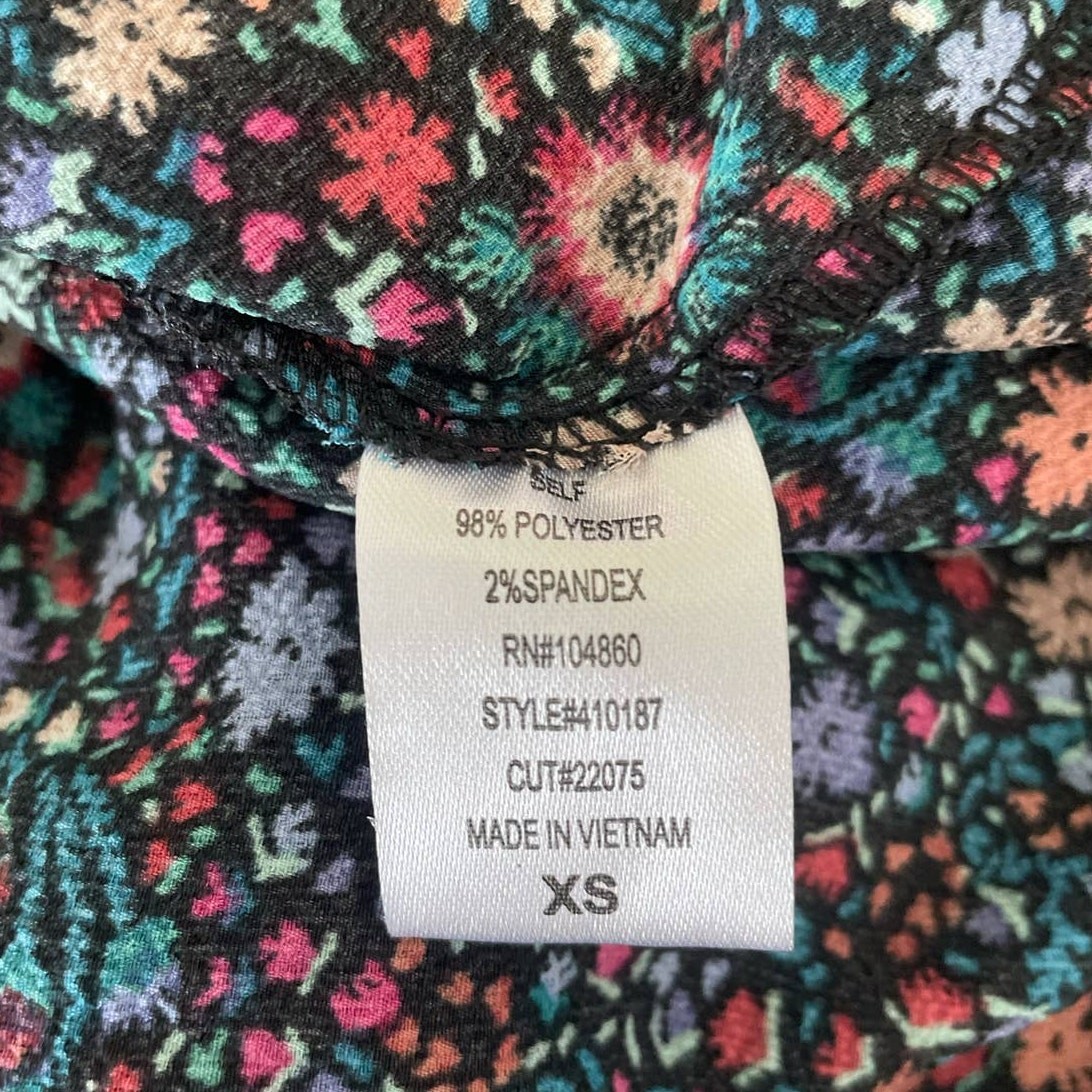 SELF
98% POLYESTER
2%SPANDEX
RN#104860
STYLE#410187
CUT#22075
MADE IN VIETNAM
XS